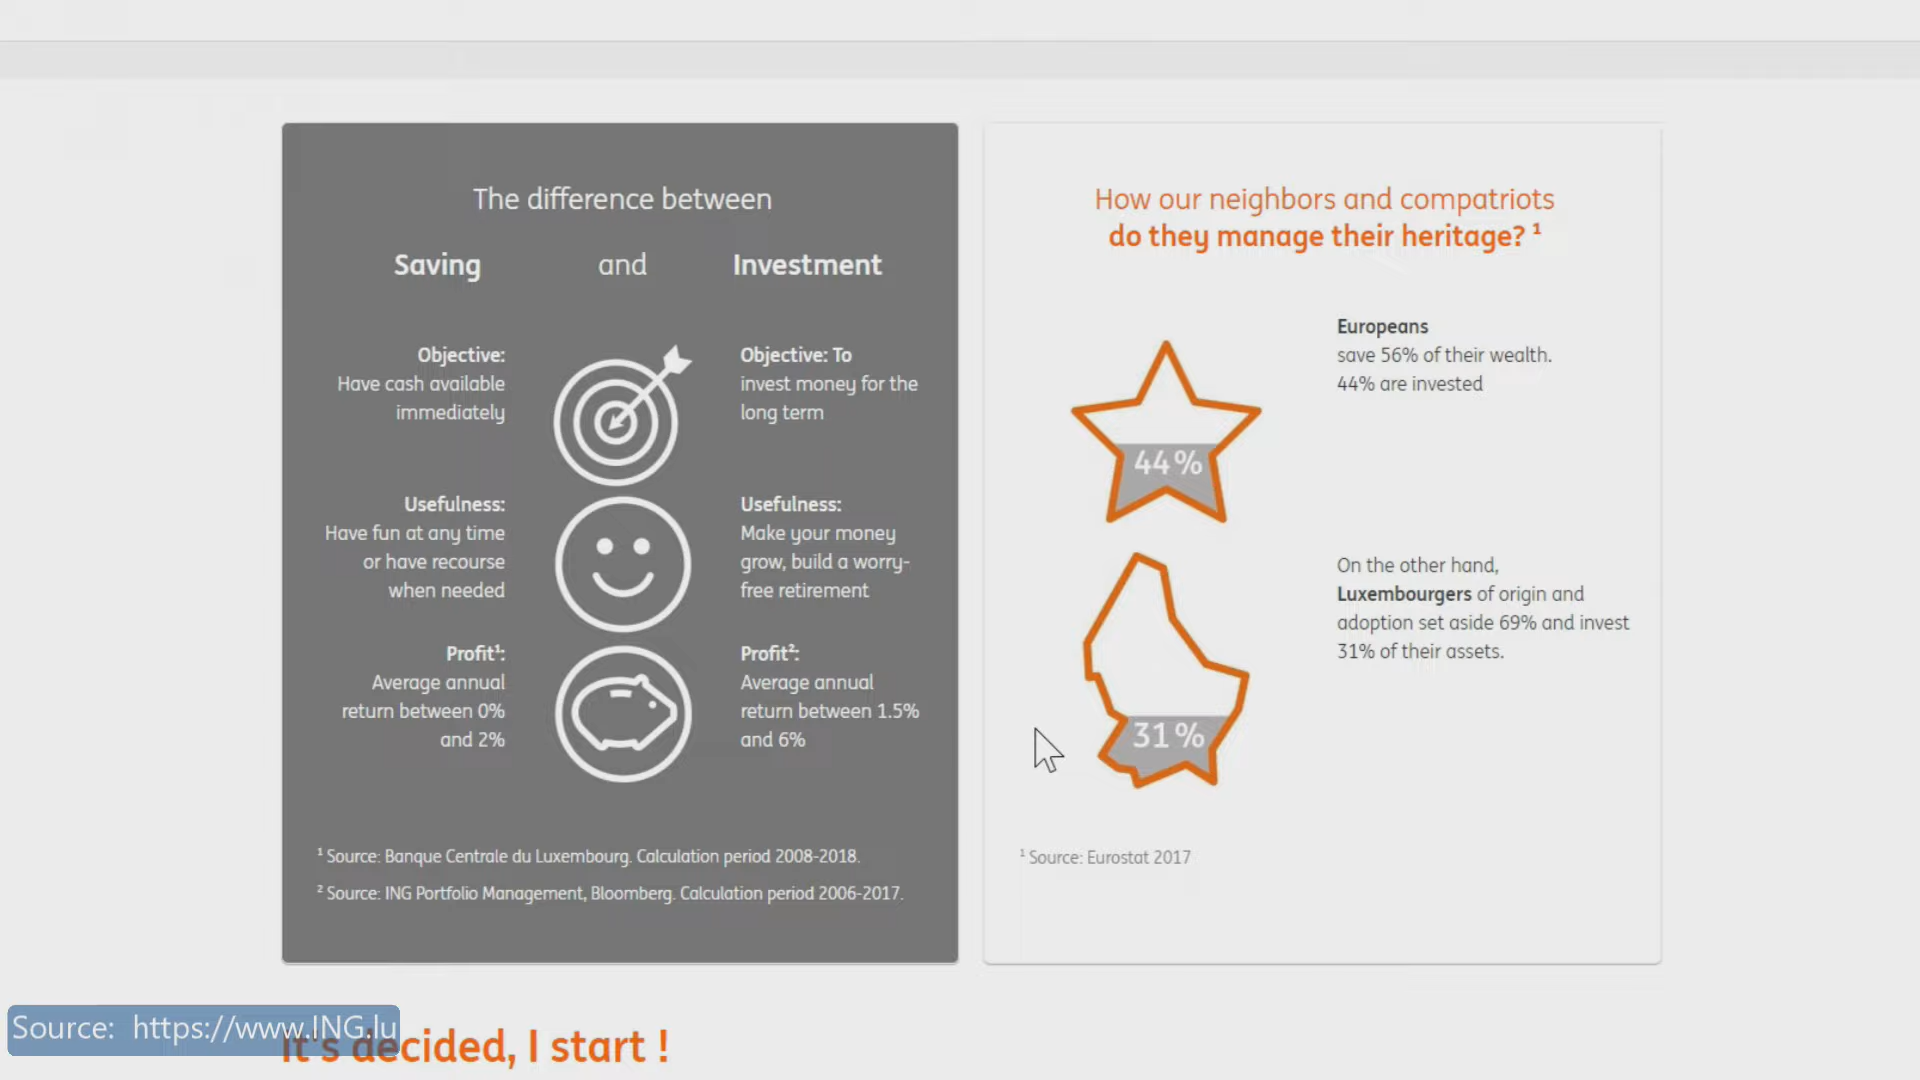 The difference between
Saving and Investment
Objective:
Have cash available
immediately
Objective: To
invest money for the
long term
Usefulness:
Have fun at any time
or have recourse
when needed
Usefulness:
Make your money
grow, build a worry-
free retirement
Profit¹:
Average annual
return between 0%
and 2%
Profit²:
Average annual
return between 1.5%
and 6%
¹ Source: Banque Centrale du Luxembourg. Calculation period 2008-2018.
² Source: ING Portfolio Management, Bloomberg. Calculation period 2006-2017.
How our neighbors and compatriots
do they manage their heritage? ¹
44%
Europeans
save 56% of their wealth.
44% are invested
31%
On the other hand,
Luxembourgers of origin and
adoption set aside 69% and invest
31% of their assets.
¹ Source: Eurostat 2017
Source: https://www.ING.lu
It's decided, I start !